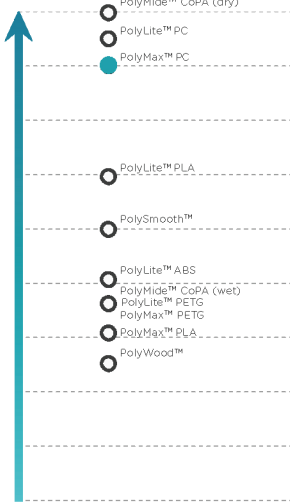 PolyMide™ CoPA (dry)
PolyLite™ PC
PolyMax™ PC
PolyLite™ PLA
PolySmooth™
PolyLite™ ABS
PolyMide™ CoPA (wet)
PolyLite™ PETG
PolyMax™ PETG
PolyMax™ PLA
PolyWood™